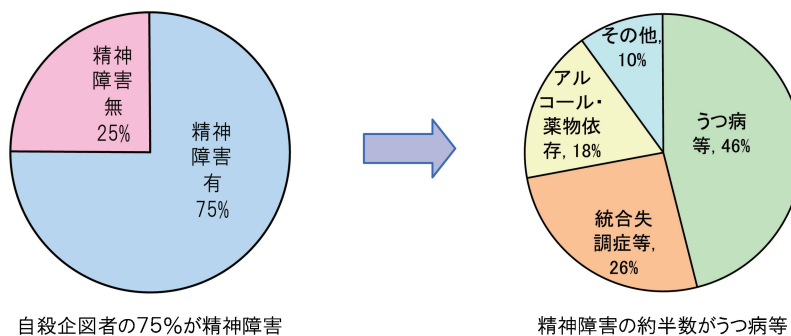 精神
障害
無
25%
精神
障害
有
75%
自殺企図者の75%が精神障害
その他,
10%
アル
コール・
薬物依
存, 18%
うつ病
等, 46%
統合失
調症等,
26%
精神障害の約半数がうつ病等